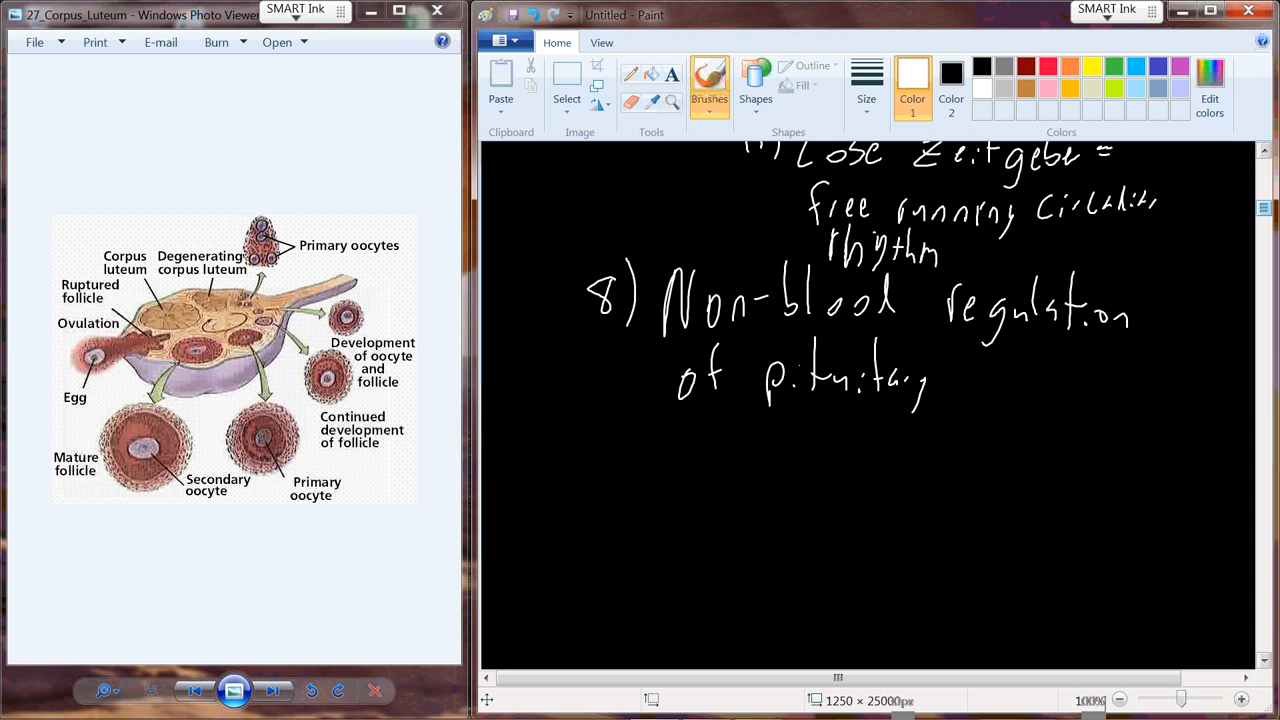 27_Corpus_Luteum - Windows Photo Viewer
SMART Ink
File
Print
E-mail
Burn
Open
Primary oocytes
Corpus
luteum
Degenerating
corpus luteum
Ruptured
follicle
Ovulation
Egg
Development
of oocyte
and
follicle
Continued
development
of follicle
Mature
follicle
Secondary
oocyte
Primary
oocyte
Untitled - Paint
SMART Ink
Home
View
Paste
Select
Brushes
Shapes
Outline
Fill
Size
Color
1
Color
2
Edit
colors
Clipboard
Image
Tools
Shapes
Colors
Lose Zeitgeber =
free running circadian
rhythm
8) Non-blood regulation
of pituitary
1250 × 25000px
100%